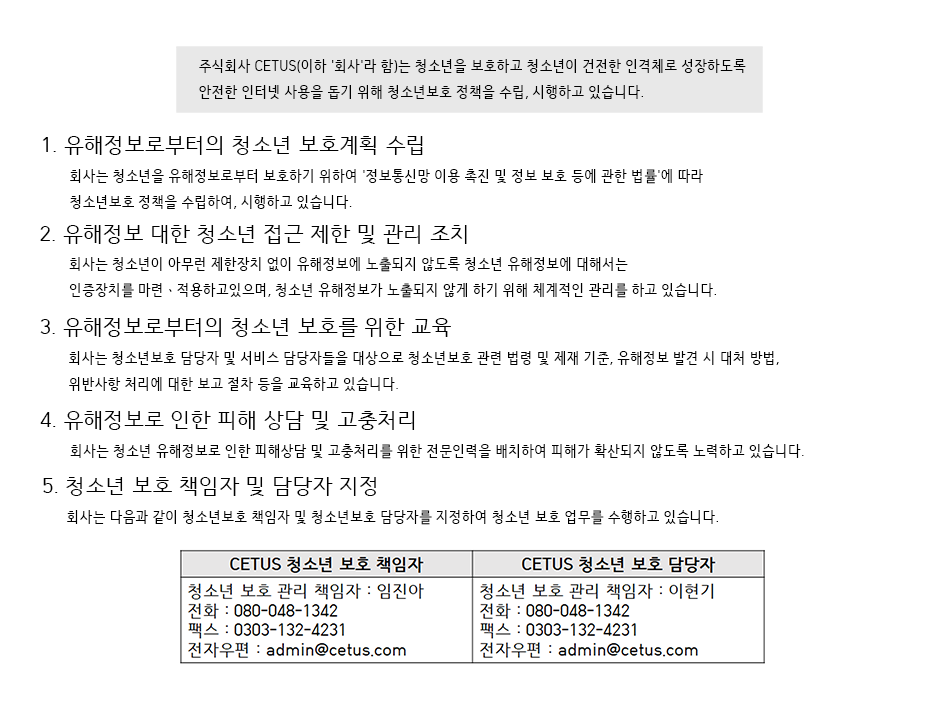 주식회사 CETUS(이하 '회사'라 함)는 청소년을 보호하고 청소년이 건전한 인격체로 성장하도록
안전한 인터넷 사용을 돕기 위해 청소년보호 정책을 수립, 시행하고 있습니다.
1. 유해정보로부터의 청소년 보호계획 수립
회사는 청소년을 유해정보로부터 보호하기 위하여 '정보통신망 이용 촉진 및 정보 보호 등에 관한 법률'에 따라
청소년보호 정책을 수립하여, 시행하고 있습니다.
2. 유해정보 대한 청소년 접근 제한 및 관리 조치
회사는 청소년이 아무런 제한장치 없이 유해정보에 노출되지 않도록 청소년 유해정보에 대해서는
인증장치를 마련、적용하고있으며, 청소년 유해정보가 노출되지 않게 하기 위해 체계적인 관리를 하고 있습니다.
3. 유해정보로부터의 청소년 보호를 위한 교육
회사는 청소년보호 담당자 및 서비스 담당자들을 대상으로 청소년보호 관련 법령 및 제재 기준, 유해정보 발견 시 대처 방법,
위반사항 처리에 대한 보고 절차 등을 교육하고 있습니다.
4. 유해정보로 인한 피해 상담 및 고충처리
회사는 청소년 유해정보로 인한 피해상담 및 고충처리를 위한 전문인력을 배치하여 피해가 확산되지 않도록 노력하고 있습니다.
5. 청소년 보호 책임자 및 담당자 지정
회사는 다음과 같이 청소년보호 책임자 및 청소년보호 담당자를 지정하여 청소년 보호 업무를 수행하고 있습니다.
CETUS 청소년 보호 책임자
청소년 보호 관리 책임자 : 임진아
전화 : 080-048-1342
팩스 : 0303-132-4231
전자우편 : admin@cetus.com
CETUS 청소년 보호 담당자
청소년 보호 관리 책임자 : 이현기
전화 : 080-048-1342
팩스 : 0303-132-4231
전자우편 : admin@cetus.com